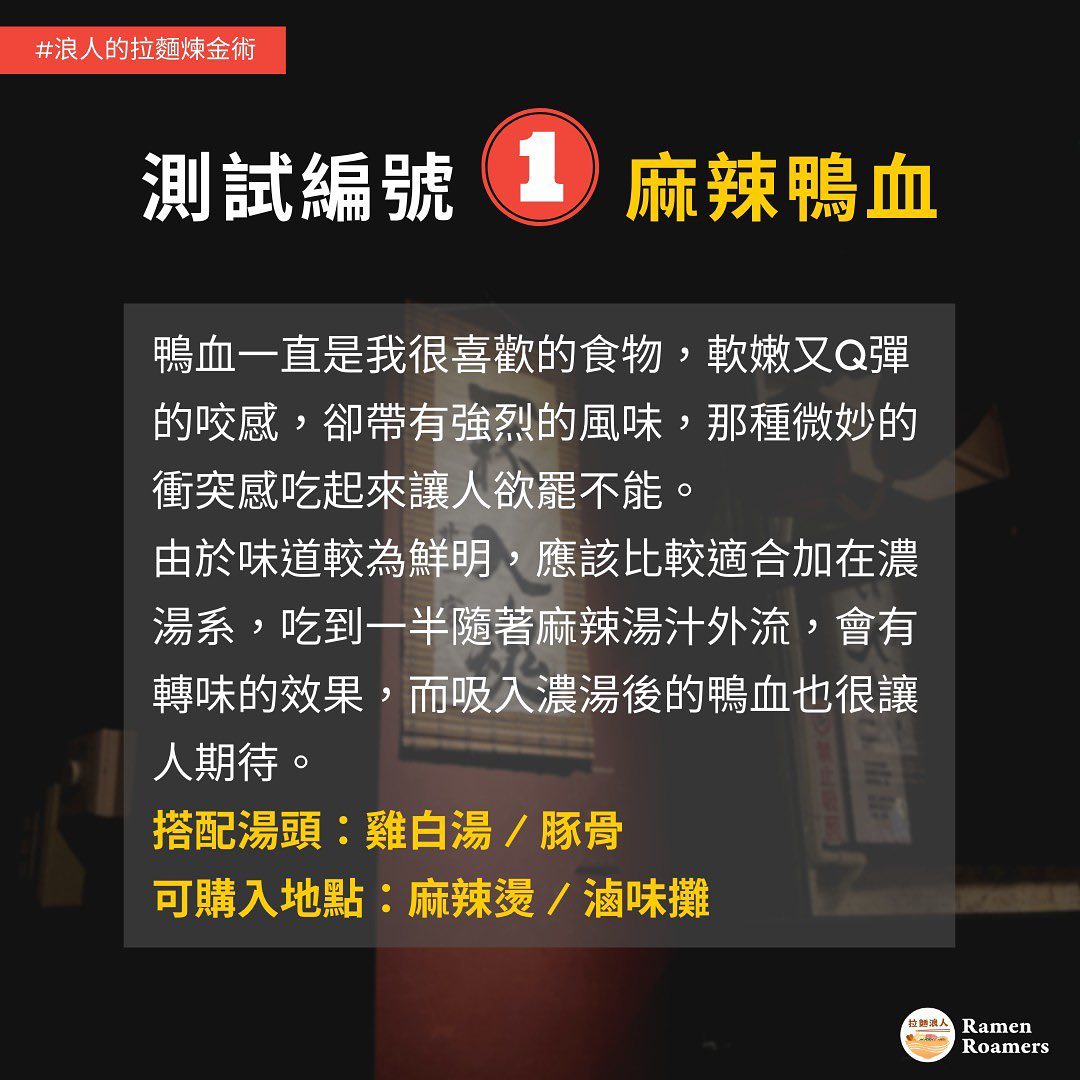 #浪人的拉麵煉金術
測試編號 1 麻辣鴨血
鴨血一直是我很喜歡的食物，軟嫩又Q彈
的咬感，卻帶有強烈的風味，那種微妙的
衝突感吃起來讓人欲罷不能。
由於味道較為鮮明，應該比較適合加在濃
湯系，吃到一半隨著麻辣湯汁外流，會有
轉味的效果，而吸入濃湯後的鴨血也很讓
人期待。
搭配湯頭：雞白湯 / 豚骨
可購入地點：麻辣燙 / 滷味攤
拉麵浪人
Ramen
Roamers